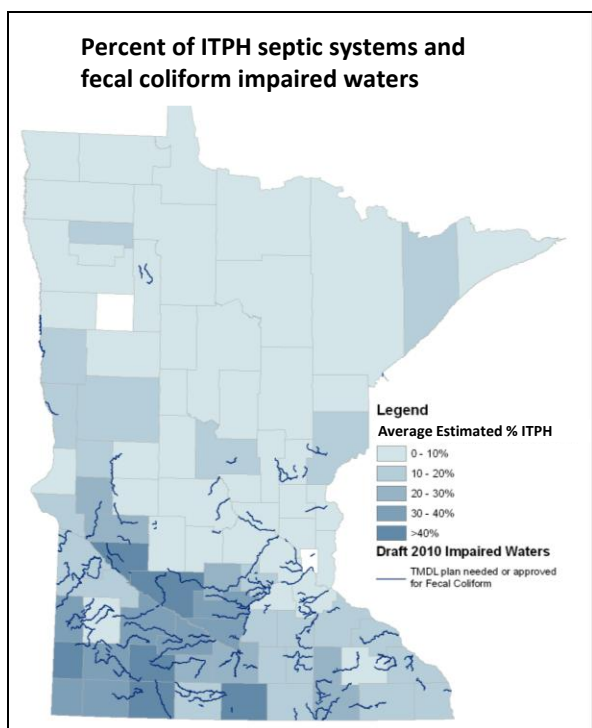 Percent of ITPH septic systems and
fecal coliform impaired waters
Legend
Average Estimated % ITPH
0 - 10%
10 - 20%
20 - 30%
30 - 40%
>40%
Draft 2010 Impaired Waters
TMDL plan needed or approved
for Fecal Coliform